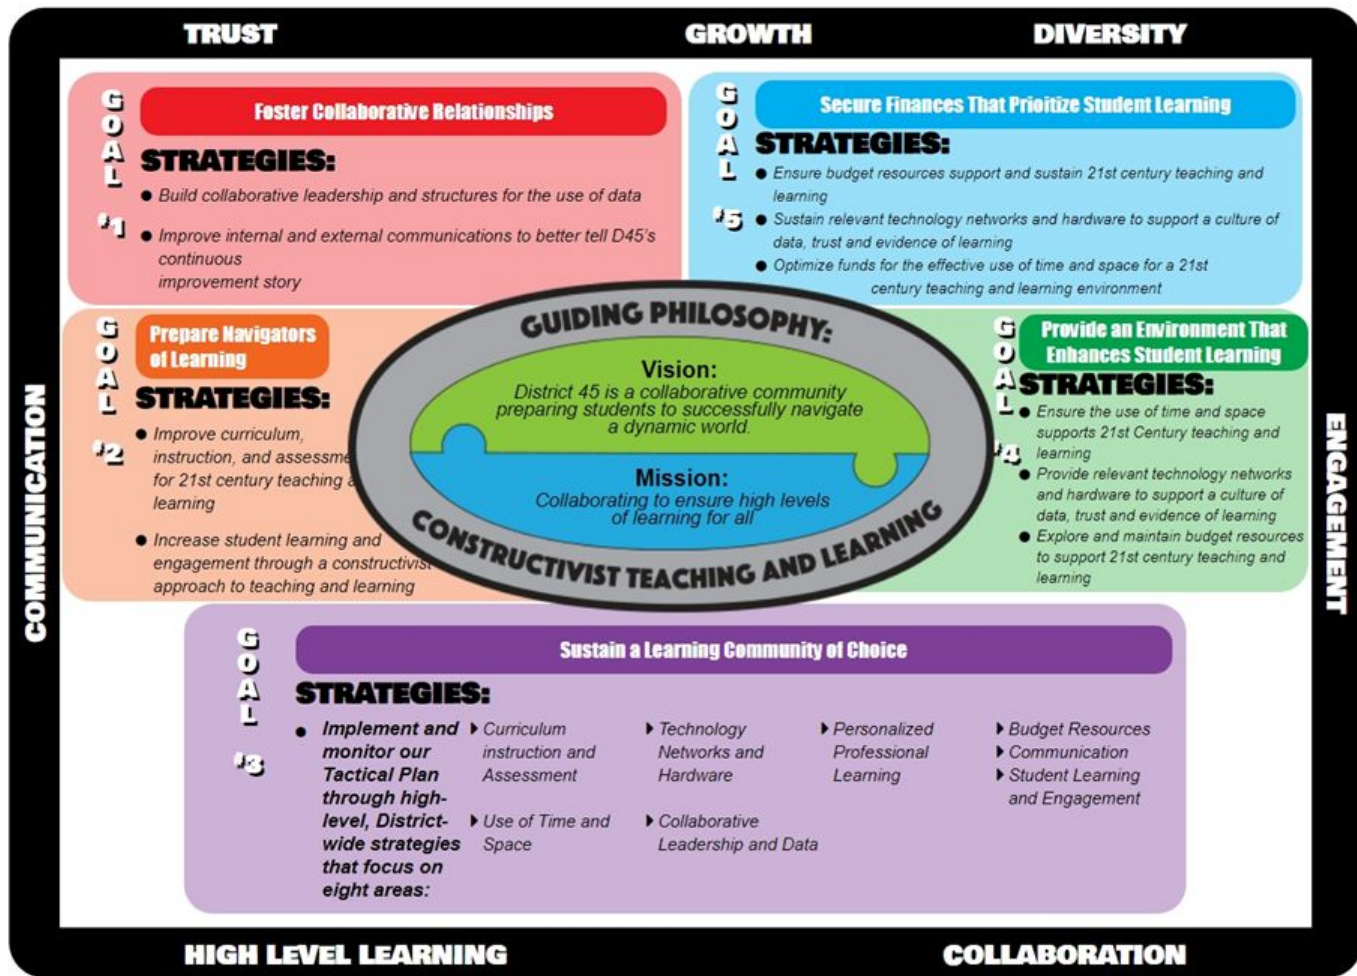 TRUST
GROWTH
DIVERSITY
COMMUNICATION
ENGAGEMENT
GOAL #1
Foster Collaborative Relationships
STRATEGIES:
● Build collaborative leadership and structures for the use of data
● Improve internal and external communications to better tell D45's
continuous
improvement story
GOAL #5
Secure Finances That Prioitize Student Learning
STRATEGIES:
● Ensure budget resources support and sustain 21st century teaching and
learning
● Sustain relevant technology networks and hardware to support a culture of
data, trust and evidence of learning
● Optimize funds for the effective use of time and space for a 21st
century teaching and learning environment
GOAL #2
Prepare Navigators
of Learning
STRATEGIES:
● Improve curriculum,
instruction, and assessme
for 21st century teaching a
learning
● Increase student learning and
engagement through a constructivist
approach to teaching and learning
GUIDING PHILOSOPHY:
Vision:
District 45 is a collaborative community
preparing students to successfully navigate
a dynamic world.
Mission:
Collaborating to ensure high levels
of learning for all
CONSTRUCTIVIST TEACHING AND LEARNING
GOAL #4
Provide an Environment That
Enhances Student Learning
STRATEGIES:
● Ensure the use of time and space
supports 21st Century teaching and
learning
● Provide relevant technology networks
and hardware to support a culture of
data, trust and evidence of learning
● Explore and maintain budget resources
to support 21st century teaching and
learning
GOAL #3
Sustain a Learning Community of Choice
STRATEGIES:
● Implement and
monitor our
Tactical Plan
through high-
level, District-
wide strategies
that focus on
eight areas:
Curriculum
instruction and
Assessment
Use of Time and
Space
Technology
Networks and
Hardware
Collaborative
Leadership and Data
Personalized
Professional
Learning
Budget Resources
Communication
Student Learning
and Engagement
HIGH LEVEL LEARNING
COLLABORATION